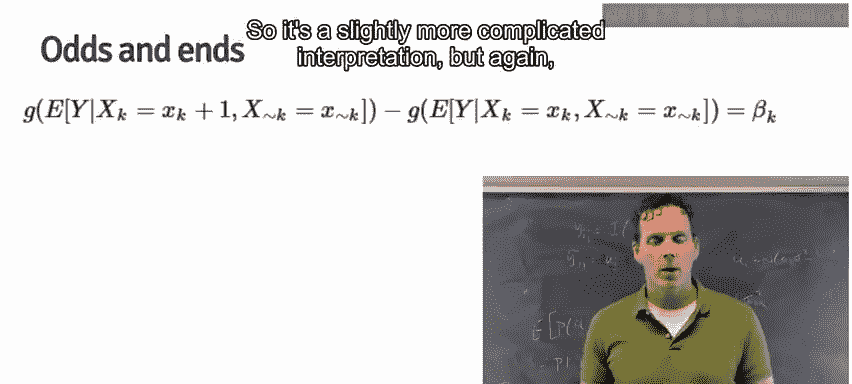 So it's a slightly more complicated
interpretation, but again,
Odds and ends
g(E[Y|X_k = x_k + 1, X_{~k} = x_{~k}]) − g(E[Y|X_k = x_k, X_{~k} = x_{~k}]) = β_k